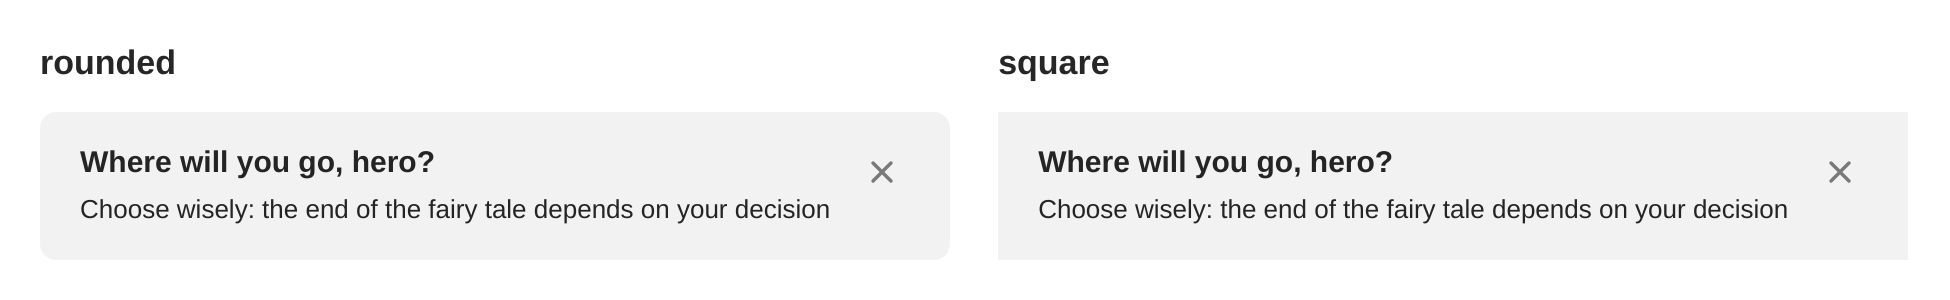 rounded
Where will you go, hero?
Choose wisely: the end of the fairy tale depends on your decision
square
Where will you go, hero?
Choose wisely: the end of the fairy tale depends on your decision